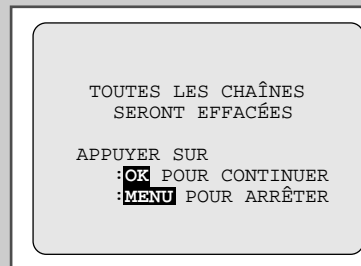 TOUTES LES CHAÎNES
SERONT EFFACÉES
APPUYER SUR
:OK POUR CONTINUER
:MENU POUR ARRÊTER